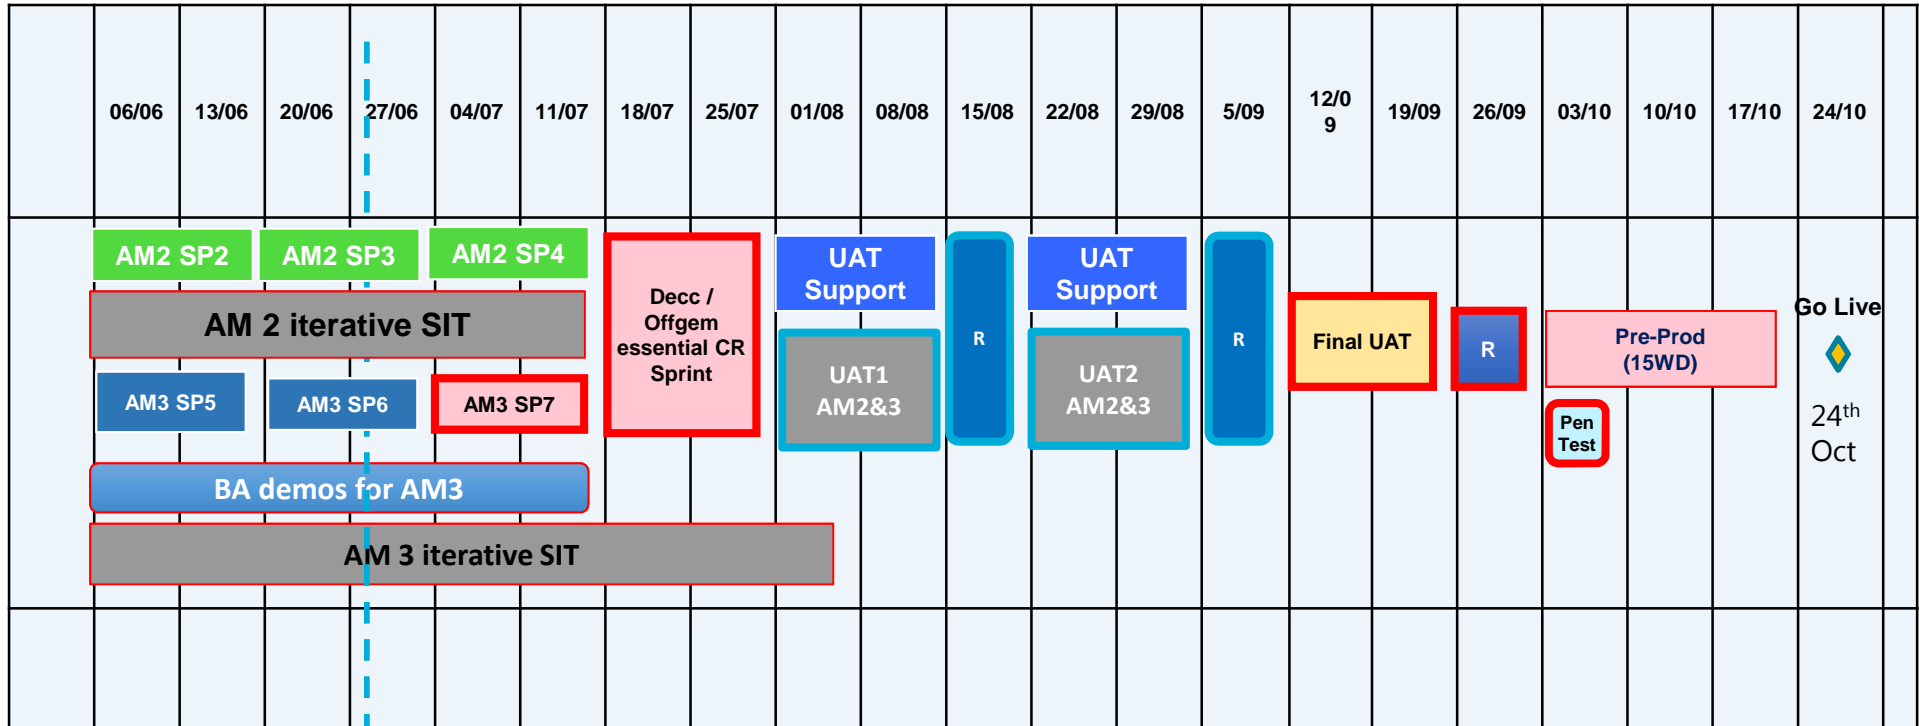 06/06 13/06 20/06 27/06 04/07 11/07 18/07 25/07 01/08 08/08 15/08 22/08 29/08 5/09 12/0
9 19/09 26/09 03/10 10/10 17/10 24/10
AM2 SP2
AM2 SP3
AM2 SP4
AM 2 iterative SIT
AM3 SP5
AM3 SP6
AM3 SP7
BA demos for AM3
AM 3 iterative SIT
Decc /
Offgem
essential CR
Sprint
UAT
Support
UAT1
AM2&3
R
UAT
Support
UAT2
AM2&3
R
Final UAT
R
Pre-Prod
(15WD)
Pen
Test
Go Live
24th
Oct